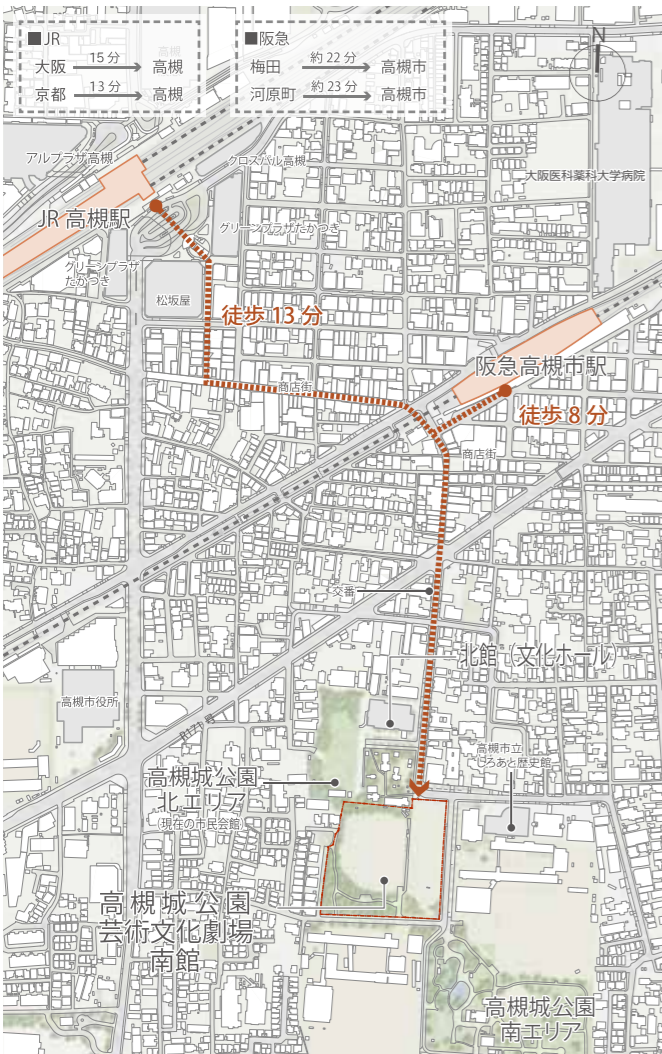 ■JR
大阪 15分 高槻
京都 13分 高槻
■阪急
梅田 約22分 高槻市
河原町 約23分 高槻市
N
高槻
アルプラザ高槻
クロスパル高槻
大阪医科薬科大学病院
JR 高槻駅
グリーンプラザたかつき
グリーンプラザ
たかつき
松坂屋
徒歩 13 分
阪急高槻市駅
商店街
徒歩 8 分
商店街
交番
北館（文化ホール）
高槻市役所
R171 号
高槻市立
しろあと歴史館
高槻城公園
北エリア
（現在の市民会館）
高槻城公園
芸術文化劇場
南館
高槻城公園
南エリア